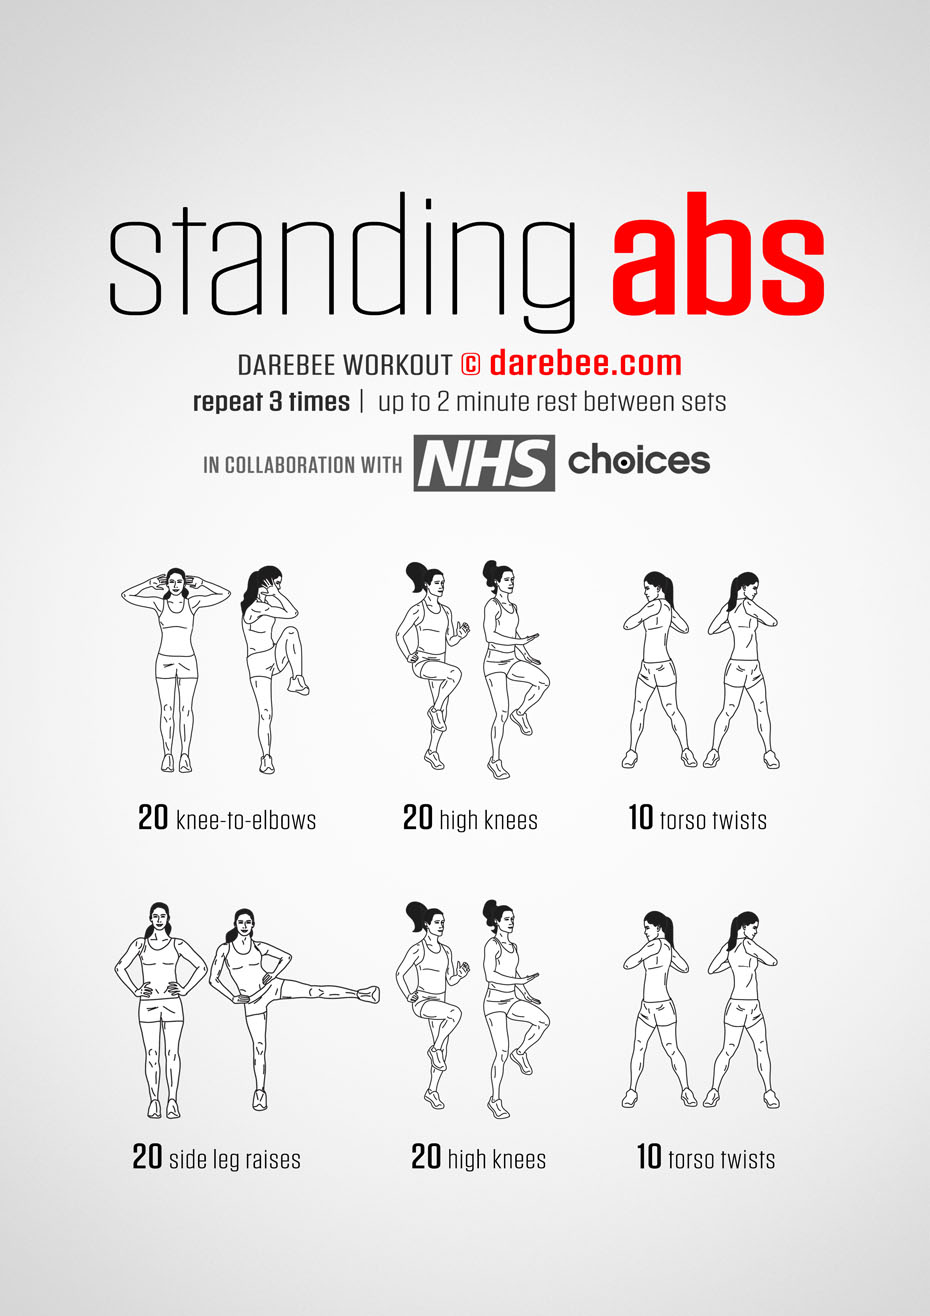 standing abs
DAREBEE WORKOUT © darebee.com
repeat 3 times | up to 2 minute rest between sets
IN COLLABORATION WITH NHS choices
20 knee-to-elbows
20 high knees
10 torso twists
20 side leg raises
20 high knees
10 torso twists